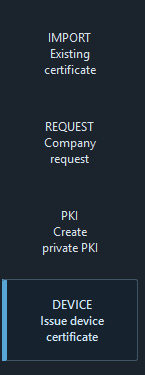 IMPORT
Existing
certificate
REQUEST
Company
request
PKI
Create
private PKI
DEVICE
Issue device
certificate